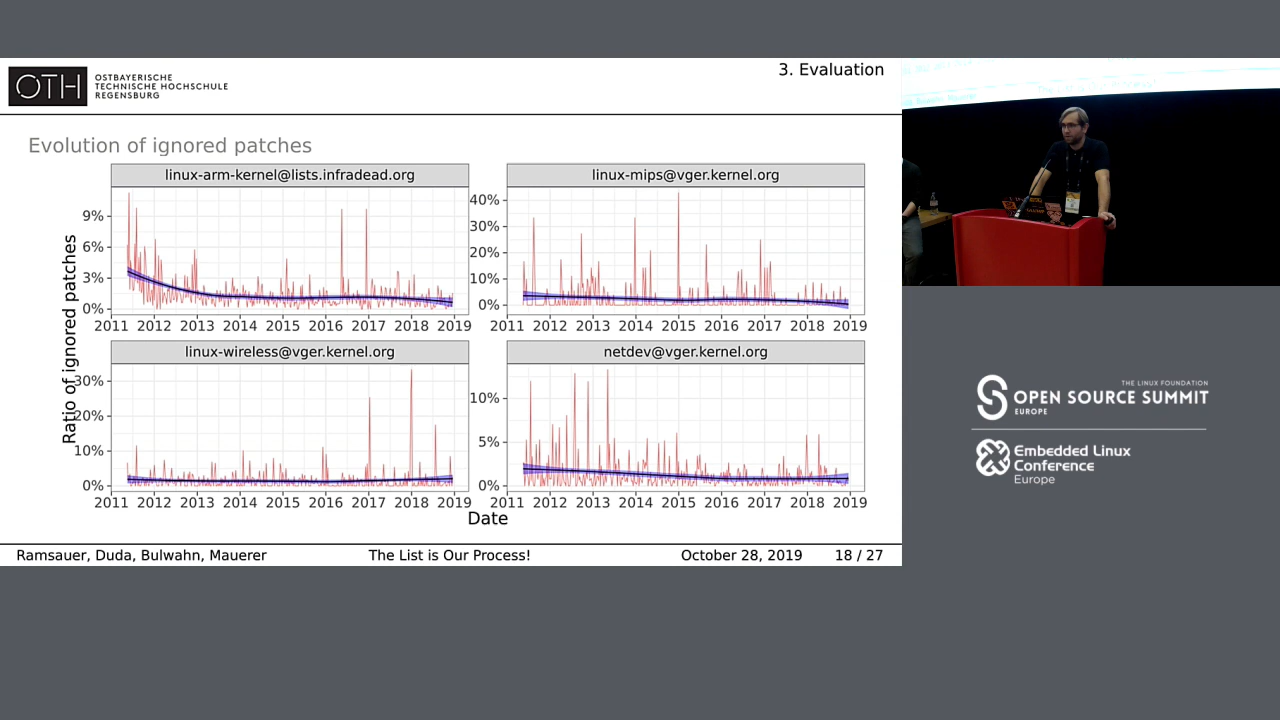 OTH
OSTBAYERISCHE
TECHNISCHE HOCHSCHULE
REGENSBURG
3. Evaluation
Evolution of ignored patches
Ratio of ignored patches
linux-arm-kernel@lists.infradead.org
9%
6%
3%
0%
2011 2012 2013 2014 2015 2016 2017 2018 2019
linux-mips@vger.kernel.org
40%
30%
20%
10%
0%
2011 2012 2013 2014 2015 2016 2017 2018 2019
linux-wireless@vger.kernel.org
30%
20%
10%
0%
2011 2012 2013 2014 2015 2016 2017 2018 2019
netdev@vger.kernel.org
10%
5%
0%
2011 2012 2013 2014 2015 2016 2017 2018 2019
Date
Ramsauer, Duda, Bulwahn, Mauerer The List is Our Process! October 28, 2019 18 / 27
THE LINUX FOUNDATION
OPEN SOURCE SUMMIT
EUROPE
Embedded Linux
Conference
Europe